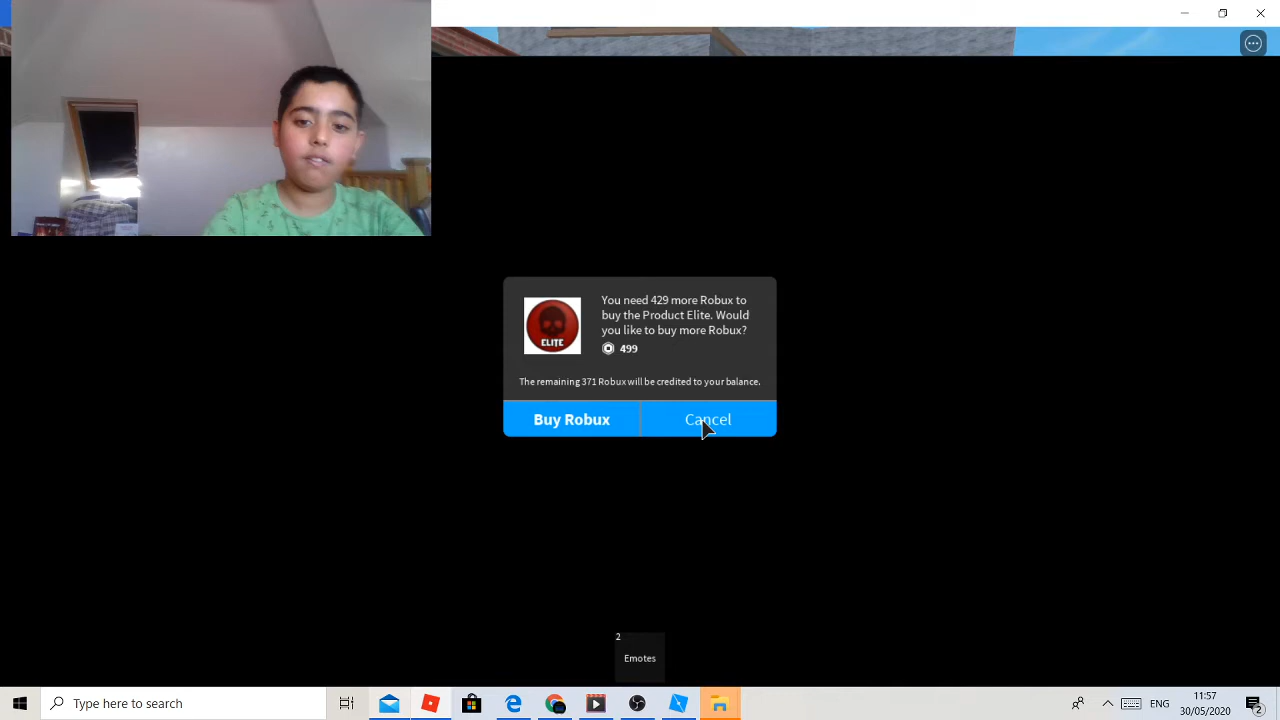 You need 429 more Robux to
buy the Product Elite. Would
you like to buy more Robux?
ELITE
499
The remaining 371 Robux will be credited to your balance.
Buy Robux
Cancel
2
Emotes
Type here to search
ENG
11:57
30/05/2020
2